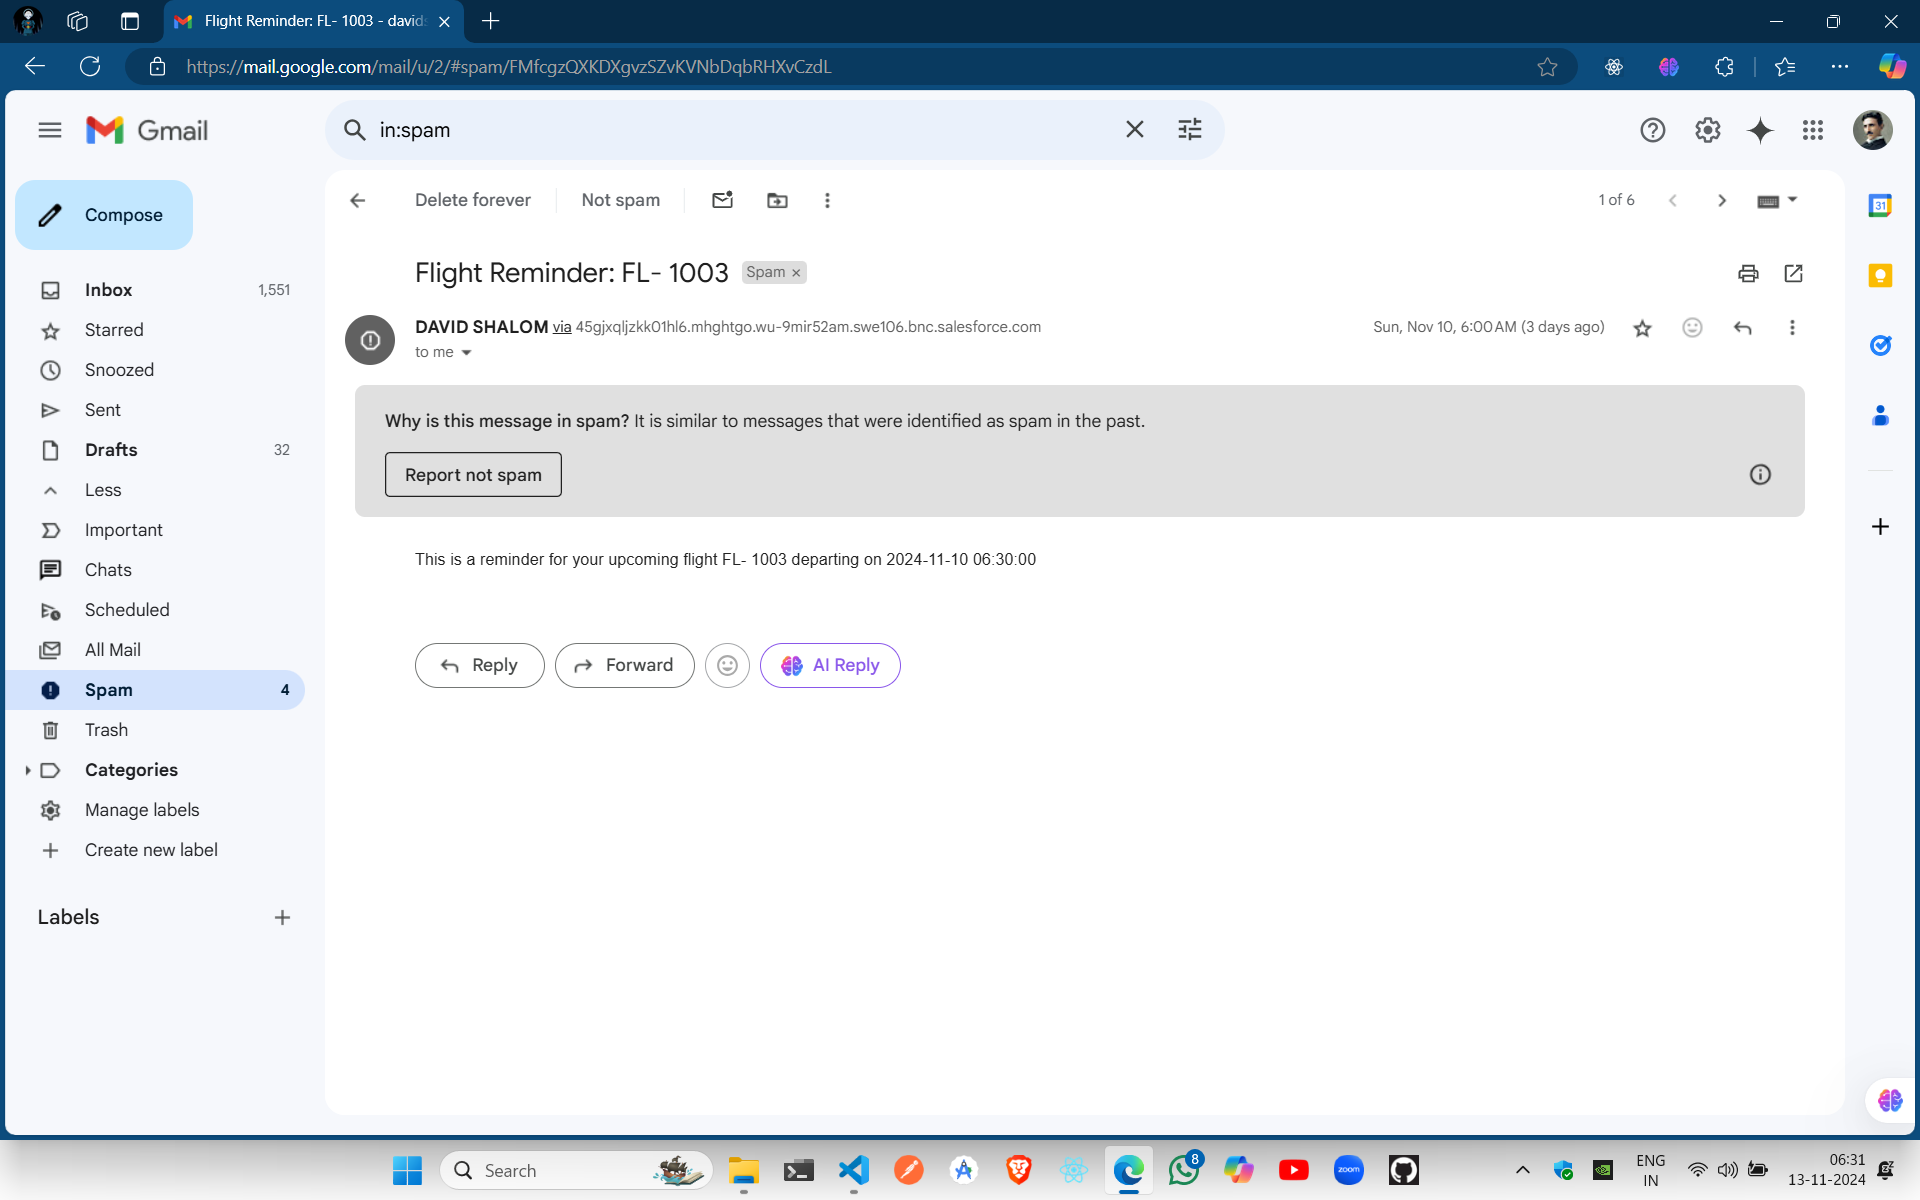 Flight Reminder: FL- 1003 - davids
https://mail.google.com/mail/u/2/#spam/FMfcgzQXKDXgvzSZvKVNbDqbRHXvCzdL
Gmail
in:spam
Compose
Delete forever
Not spam
1 of 6
31
Flight Reminder: FL- 1003
Spam ×
Inbox 1,551
Starred
Snoozed
Sent
Drafts 32
Less
Important
Chats
Scheduled
All Mail
Spam 4
Trash
Categories
Manage labels
Create new label
Labels
DAVID SHALOM via 45gjxqljzkk01hl6.mhghtgo.wu-9mir52am.swe106.bnc.salesforce.com
Sun, Nov 10, 6:00 AM (3 days ago)
to me
Why is this message in spam? It is similar to messages that were identified as spam in the past.
Report not spam
This is a reminder for your upcoming flight FL- 1003 departing on 2024-11-10 06:30:00
Reply
Forward
AI Reply
Search
8
zoom
ENG
IN
06:31
13-11-2024